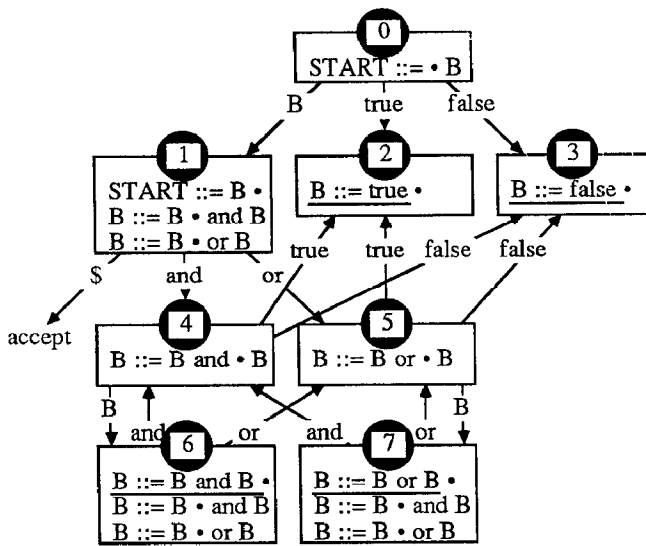 0
START ::= • B
B true false
1 2 3
START ::= B •
B ::= B • and B
B ::= B • or B
B ::= true •
B ::= false •
$ and or true true false false
accept
4 5
B ::= B and • B
B ::= B or • B
B and or and or B
6 7
B ::= B and B •
B ::= B • and B
B ::= B • or B
B ::= B or B •
B ::= B • and B
B ::= B • or B